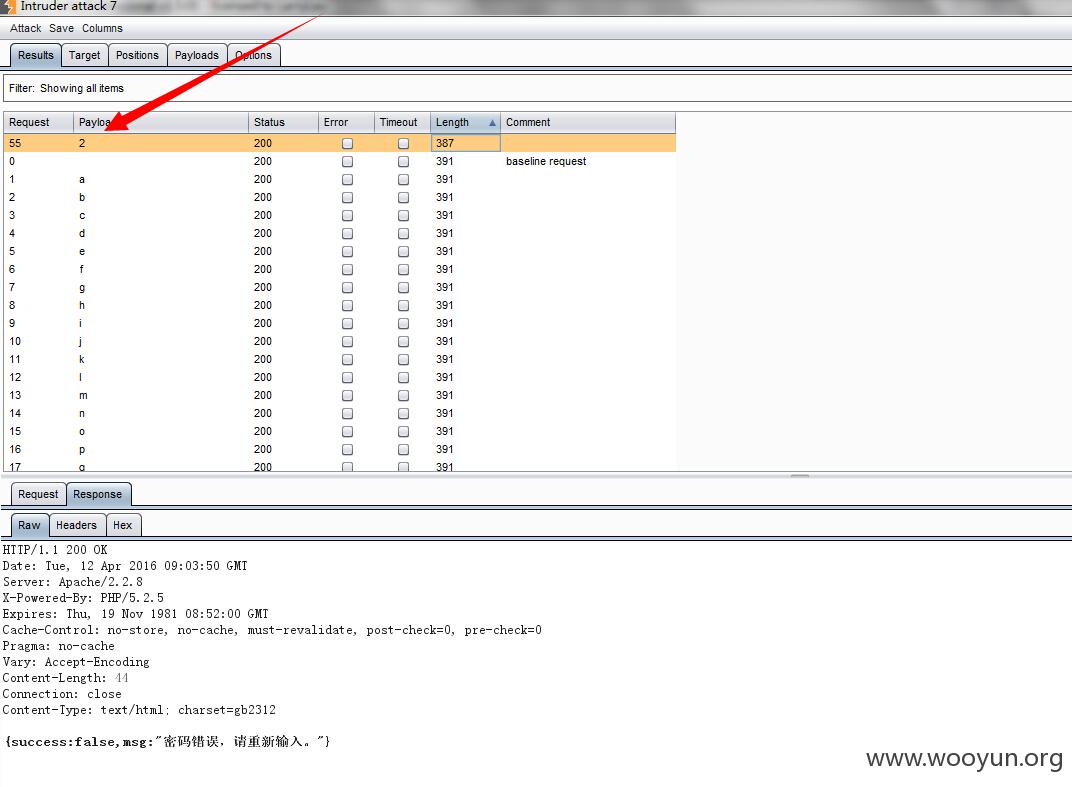 Intruder attack 7
Attack Save Columns
Results Target Positions Payloads Options
Filter: Showing all items
Request Payload Status Error Timeout Length Comment
55 2 200 387
0 200 391 baseline request
1 a 200 391
2 b 200 391
3 c 200 391
4 d 200 391
5 e 200 391
6 f 200 391
7 g 200 391
8 h 200 391
9 i 200 391
10 j 200 391
11 k 200 391
12 l 200 391
13 m 200 391
14 n 200 391
15 o 200 391
16 p 200 391
17 q 200 391
Request Response
Raw Headers Hex
HTTP/1.1 200 OK
Date: Tue, 12 Apr 2016 09:03:50 GMT
Server: Apache/2.2.8
X-Powered-By: PHP/5.2.5
Expires: Thu, 19 Nov 1981 08:52:00 GMT
Cache-Control: no-store, no-cache, must-revalidate, post-check=0, pre-check=0
Pragma: no-cache
Vary: Accept-Encoding
Content-Length: 44
Connection: close
Content-Type: text/html; charset=gb2312
{success:false,msg:"密码错误，请重新输入。"}
www.wooyun.org